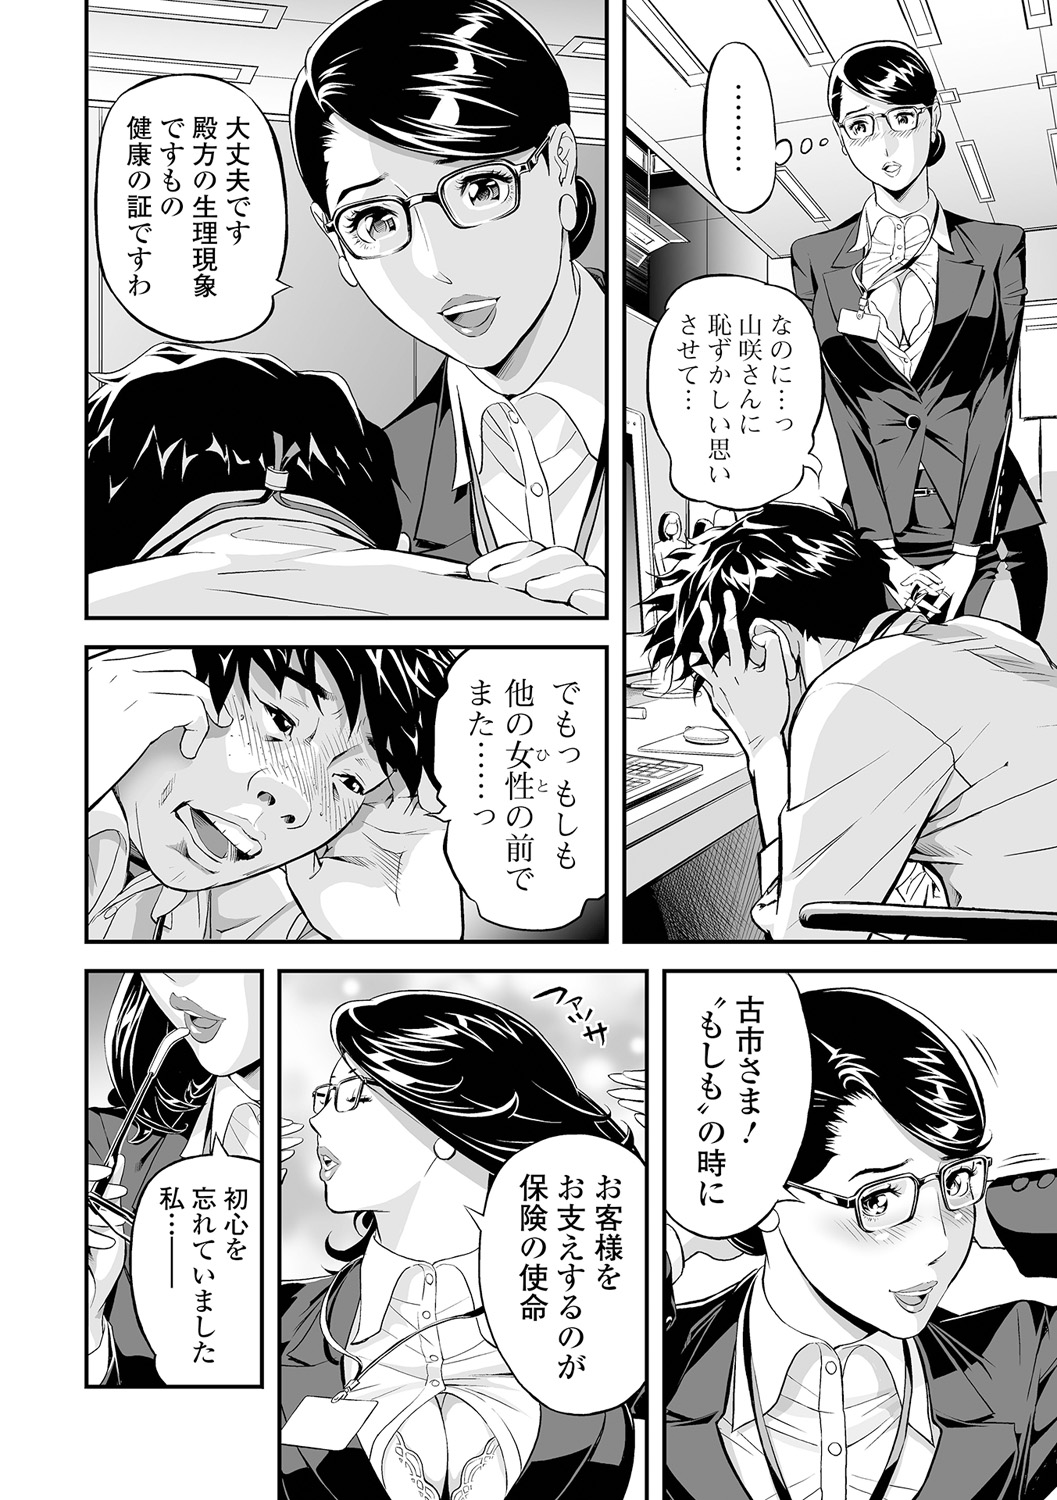 ………
なのに…っ
山咲さんに
恥ずかしい思い
させて…
大丈夫です
殿方の生理現象
ですもの
健康の証ですわ
でもっ もしも
他の女性の前で
ひと
また……っ
古市さま！
〝もしも〟の時に
ファサッ
お客様を
お支えするのが
保険の使命
初心を
忘れていました
私…――